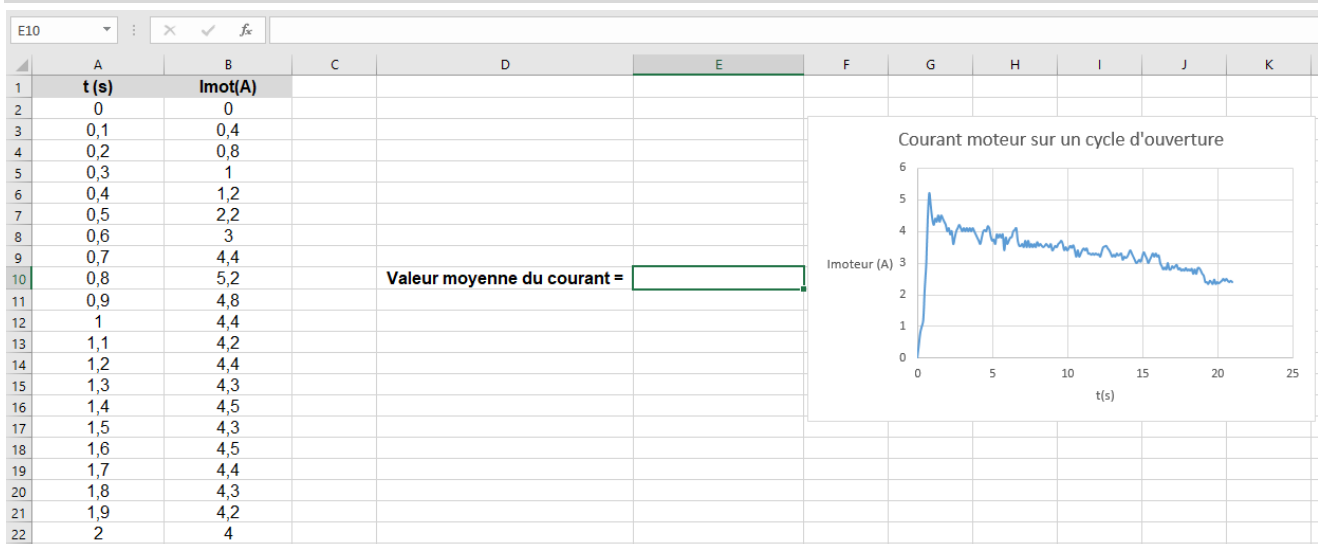 E10 fx
A B C D E F G H I J K
1 t (s) Imot(A)
2 0 0
3 0,1 0,4
4 0,2 0,8
5 0,3 1
6 0,4 1,2
7 0,5 2,2
8 0,6 3
9 0,7 4,4
10 0,8 5,2 Valeur moyenne du courant =
11 0,9 4,8
12 1 4,4
13 1,1 4,2
14 1,2 4,4
15 1,3 4,3
16 1,4 4,5
17 1,5 4,3
18 1,6 4,5
19 1,7 4,4
20 1,8 4,3
21 1,9 4,2
22 2 4
Courant moteur sur un cycle d'ouverture
6
5
4
Imoteur (A) 3
2
1
0
0 5 10 15 20 25
t(s)